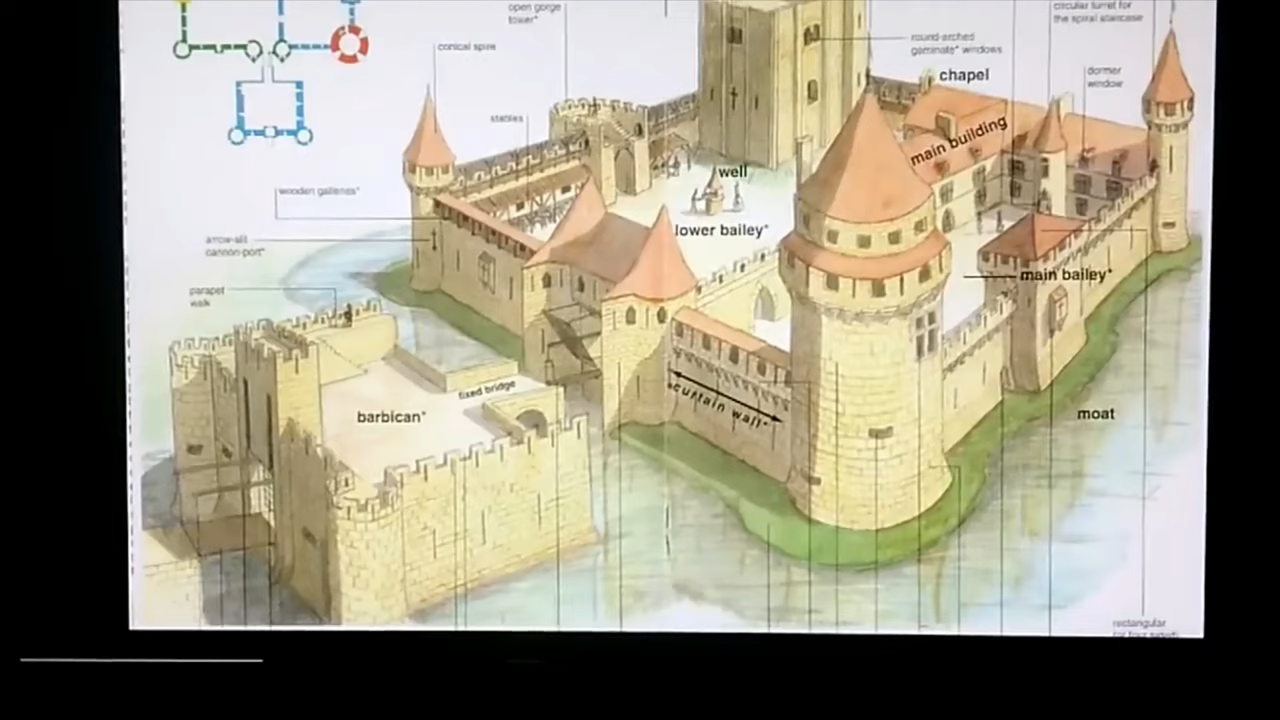 open gorge
tower*
circular turret for
the spiral staircase
conical spire
round-arched
geminate* windows
chapel
dormer
window
stables
main building
well
wooden galleries*
lower bailey*
arrow-slit
cannon-port*
main bailey*
parapet
walk
fixed bridge
barbican*
*curtain wall*
moat
rectangular